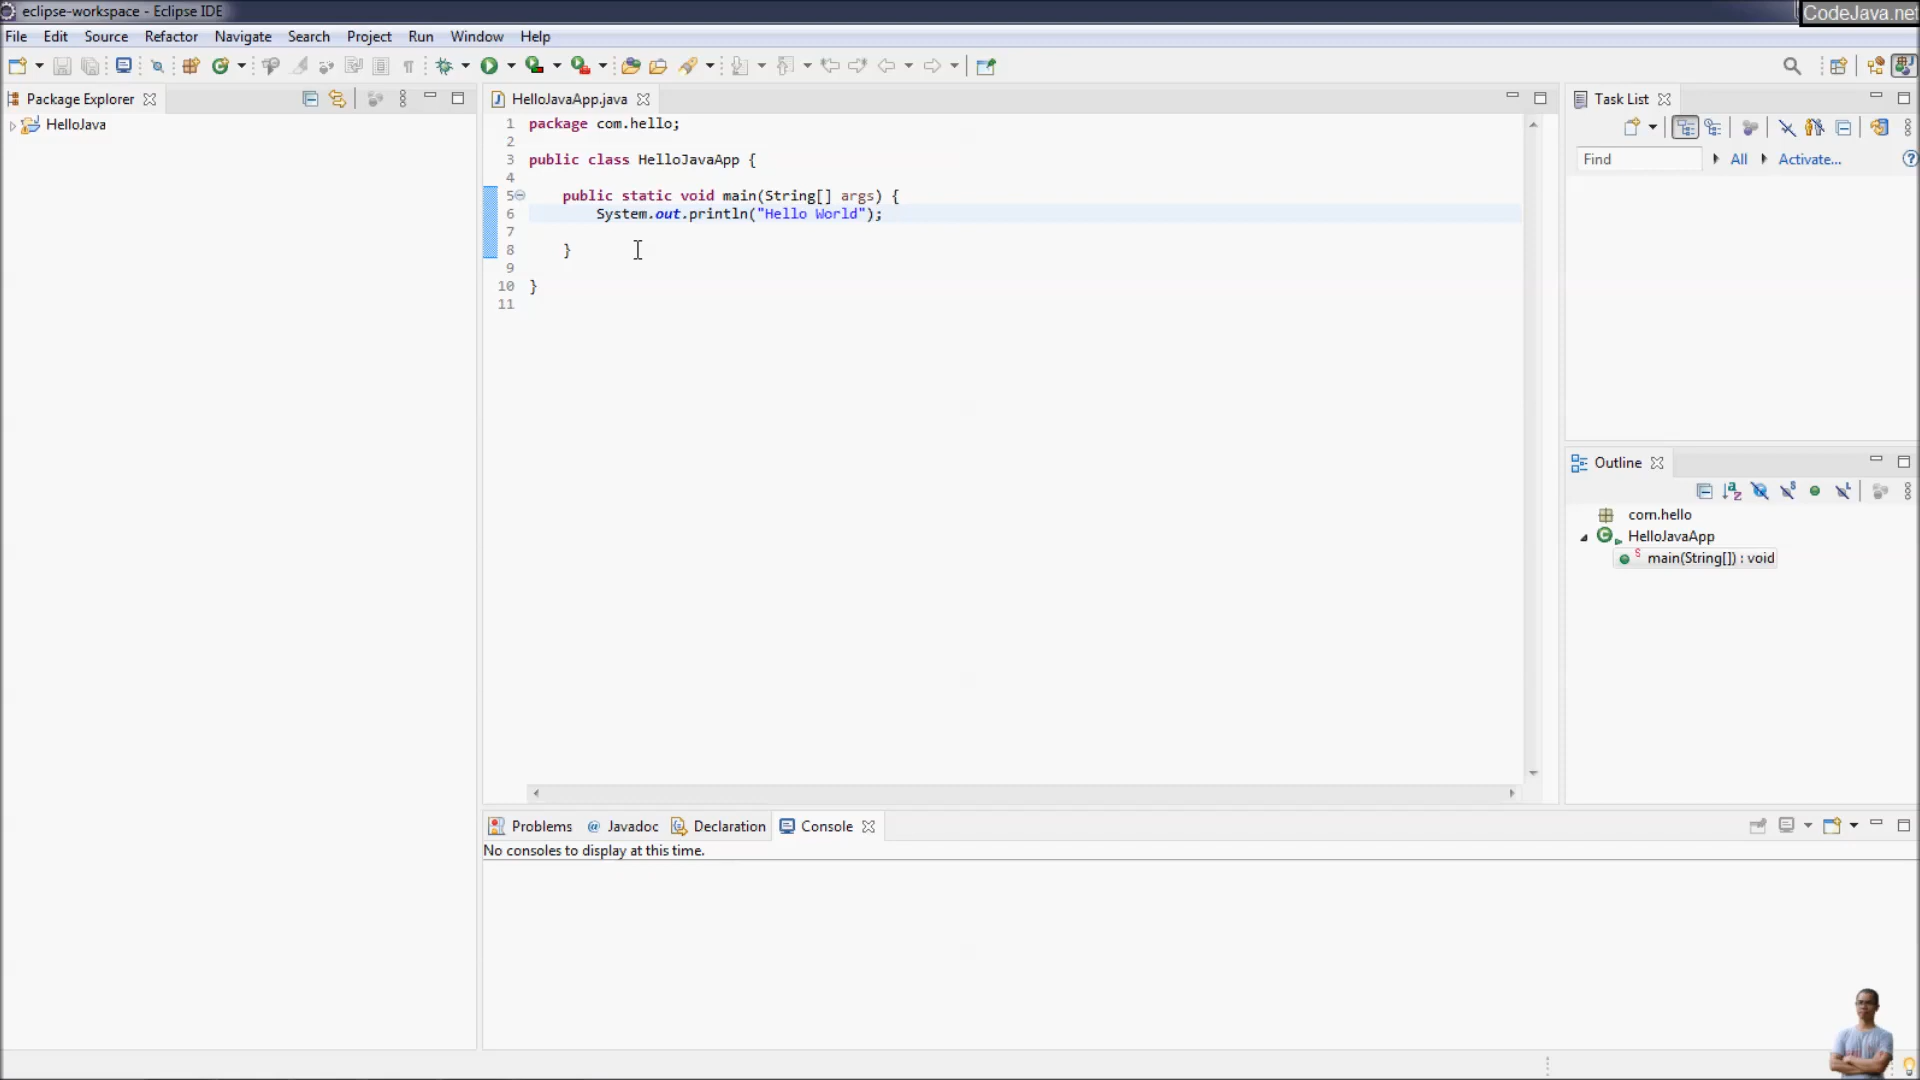 eclipse-workspace - Eclipse IDE
CodeJava.net
File Edit Source Refactor Navigate Search Project Run Window Help
Package Explorer
HelloJava
HelloJavaApp.java
1 package com.hello;
2
3 public class HelloJavaApp {
4
5 public static void main(String[] args) {
6 System.out.println("Hello World");
7
8 }
9
10 }
11
Task List
Find All Activate...
Outline
com.hello
HelloJavaApp
main(String[]) : void
Problems @ Javadoc Declaration Console
No consoles to display at this time.